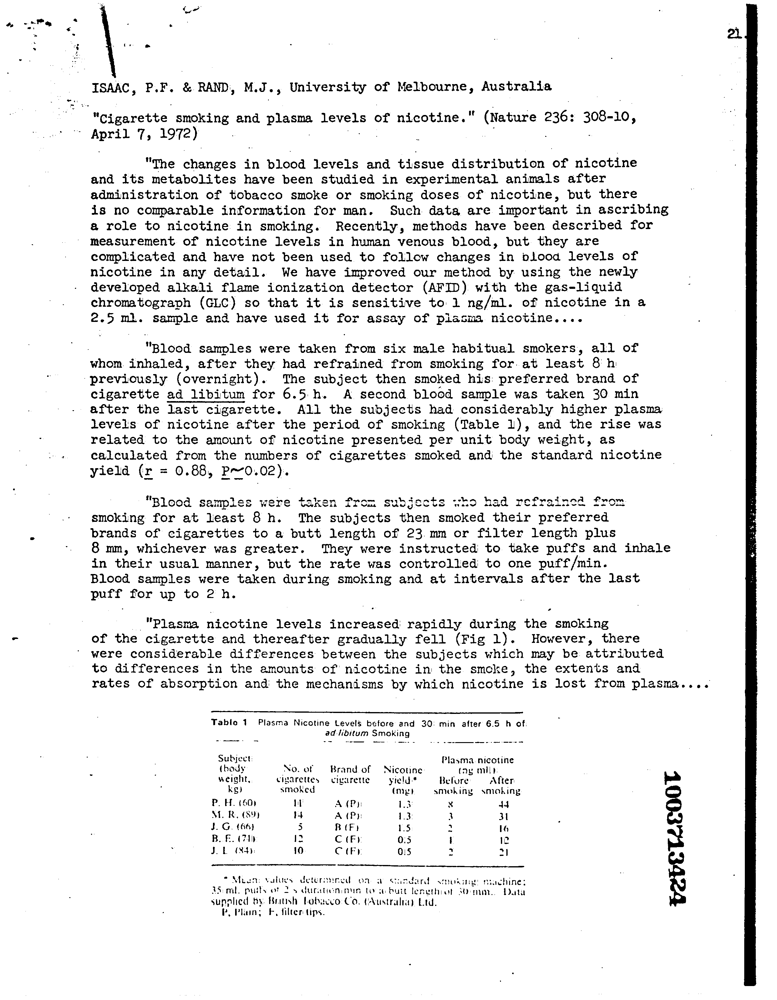 21.
ISAAC, P.F. & RAND, M.J., University of Melbourne, Australia
"Cigarette smoking and plasma levels of nicotine." (Nature 236: 308-10,
April 7, 1972)
"The changes in blood levels and tissue distribution of nicotine
and its metabolites have been studied in experimental animals after
administration of tobacco smoke or smoking doses of nicotine, but there
is no comparable information for man. Such data are important in ascribing
a role to nicotine in smoking. Recently, methods have been described for
measurement of nicotine levels in human venous blood, but they are
complicated and have not been used to follow changes in blood levels of
nicotine in any detail. We have improved our method by using the newly
developed alkali flame ionization detector (AFID) with the gas-liquid
chromatograph (GLC) so that it is sensitive to 1 ng/ml. of nicotine in a
2.5 ml. sample and have used it for assay of plasma nicotine....
"Blood samples were taken from six male habitual smokers, all of
whom inhaled, after they had refrained from smoking for at least 8 h
previously (overnight). The subject then smoked his preferred brand of
cigarette ad libitum for 6.5 h. A second blood sample was taken 30 min
after the last cigarette. All the subjects had considerably higher plasma
levels of nicotine after the period of smoking (Table 1), and the rise was
related to the amount of nicotine presented per unit body weight, as
calculated from the numbers of cigarettes smoked and the standard nicotine
yield (r = 0.88, P~0.02).
"Blood samples were taken from subjects who had refrained from
smoking for at least 8 h. The subjects then smoked their preferred
brands of cigarettes to a butt length of 23 mm or filter length plus
8 mm, whichever was greater. They were instructed to take puffs and inhale
in their usual manner, but the rate was controlled to one puff/min.
Blood samples were taken during smoking and at intervals after the last
puff for up to 2 h.
"Plasma nicotine levels increased rapidly during the smoking
of the cigarette and thereafter gradually fell (Fig 1). However, there
were considerable differences between the subjects which may be attributed
to differences in the amounts of nicotine in the smoke, the extents and
rates of absorption and the mechanisms by which nicotine is lost from plasma....
Table 1 Plasma Nicotine Levels before and 30 min after 6.5 h of
ad libitum Smoking
Subject Plasma nicotine
(body No. of Brand of Nicotine (ng ml.)
weight, cigarettes cigarette yield * Before After
kg) smoked (mg) smoking smoking
P. H. (60) A (P) 1.3 8 44
M. R. (89) 14 A (P) 1.3 3 31
J. G. (66) 5 B (F) 1.5 2 16
B. E. (71) 12 C (F) 0.5 1 12
J. (84) 10 C (F) 0.5 2 21
* Mean values determined on a standard smoking machine;
35 ml. puffs of 2 s duration/min to a butt length of 30 mm. Data
supplied by British Tobacco Co. (Australia) Ltd.
P, Plain; F, filter tips.
1003713424